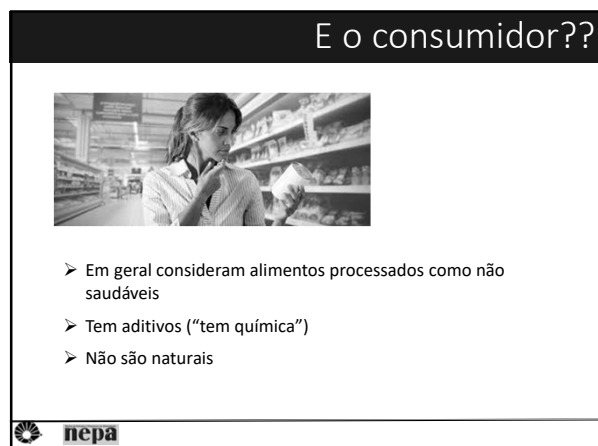 E o consumidor??
➢ Em geral consideram alimentos processados como não
saudáveis
➢ Tem aditivos (“tem química”)
➢ Não são naturais
nepa